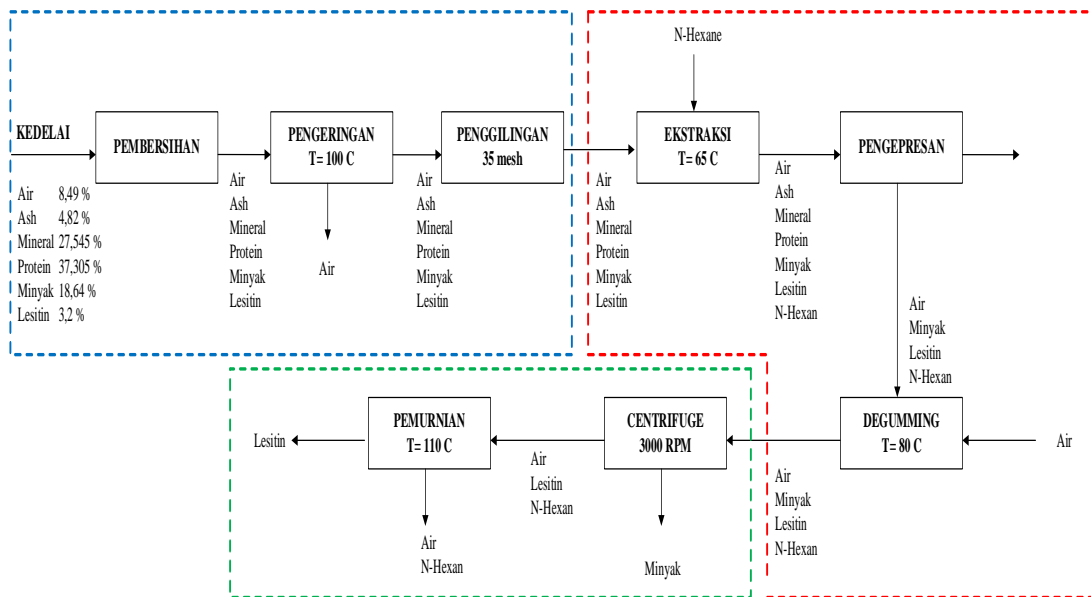 N-Hexane
KEDELAI
PEMBERSIHAN
PENGERINGAN
T= 100 C
PENGGILINGAN
35 mesh
EKSTRAKSI
T= 65 C
PENGEPRESAN
Air 8,49 %
Ash 4,82 %
Mineral 27,545 %
Protein 37,305 %
Minyak 18,64 %
Lesitin 3,2 %
Air
Ash
Mineral
Protein
Minyak
Lesitin
Air
Air
Ash
Mineral
Protein
Minyak
Lesitin
Air
Ash
Mineral
Protein
Minyak
Lesitin
Air
Ash
Mineral
Protein
Minyak
Lesitin
N-Hexan
Air
Minyak
Lesitin
N-Hexan
Lesitin
PEMURNIAN
T= 110 C
CENTRIFUGE
3000 RPM
DEGUMMING
T= 80 C
Air
Air
Lesitin
N-Hexan
Air
Minyak
Lesitin
N-Hexan
Air
N-Hexan
Minyak